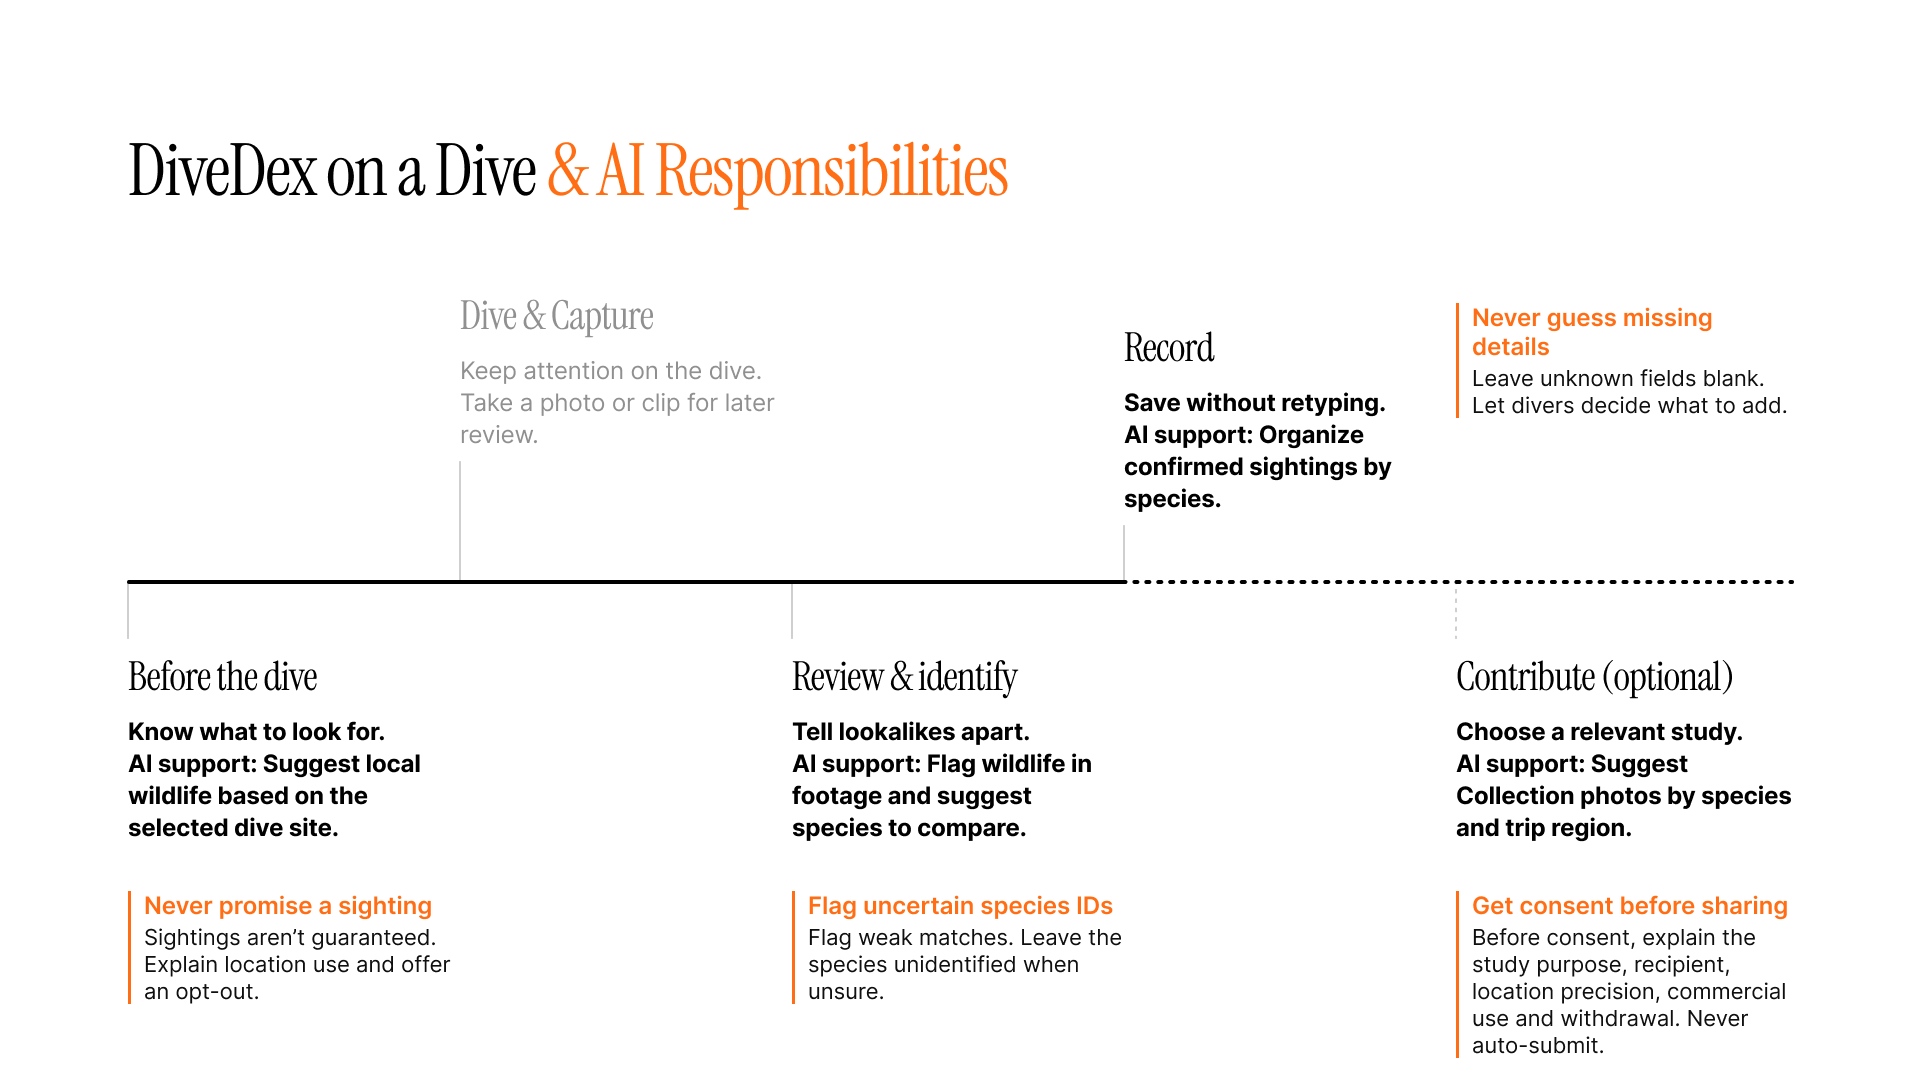 DiveDex on a Dive & AI Responsibilities
Dive & Capture
Keep attention on the dive.
Take a photo or clip for later
review.
Record
Save without retyping.
AI support: Organize
confirmed sightings by
species.
Never guess missing
details
Leave unknown fields blank.
Let divers decide what to add.
Before the dive
Know what to look for.
AI support: Suggest local
wildlife based on the
selected dive site.
Never promise a sighting
Sightings aren’t guaranteed.
Explain location use and offer
an opt-out.
Review & identify
Tell lookalikes apart.
AI support: Flag wildlife in
footage and suggest
species to compare.
Flag uncertain species IDs
Flag weak matches. Leave the
species unidentified when
unsure.
Contribute (optional)
Choose a relevant study.
AI support: Suggest
Collection photos by species
and trip region.
Get consent before sharing
Before consent, explain the
study purpose, recipient,
location precision, commercial
use and withdrawal. Never
auto-submit.